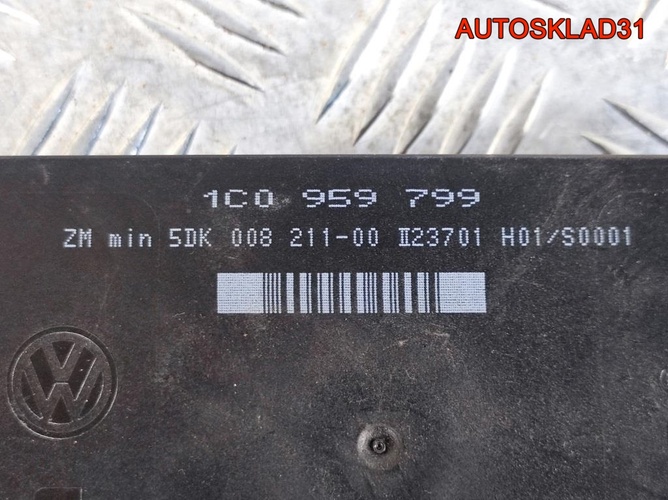 AUTOSKLAD31
1C0 959 799
ZM min 5DK 008 211-00 II23701 H01/S0001